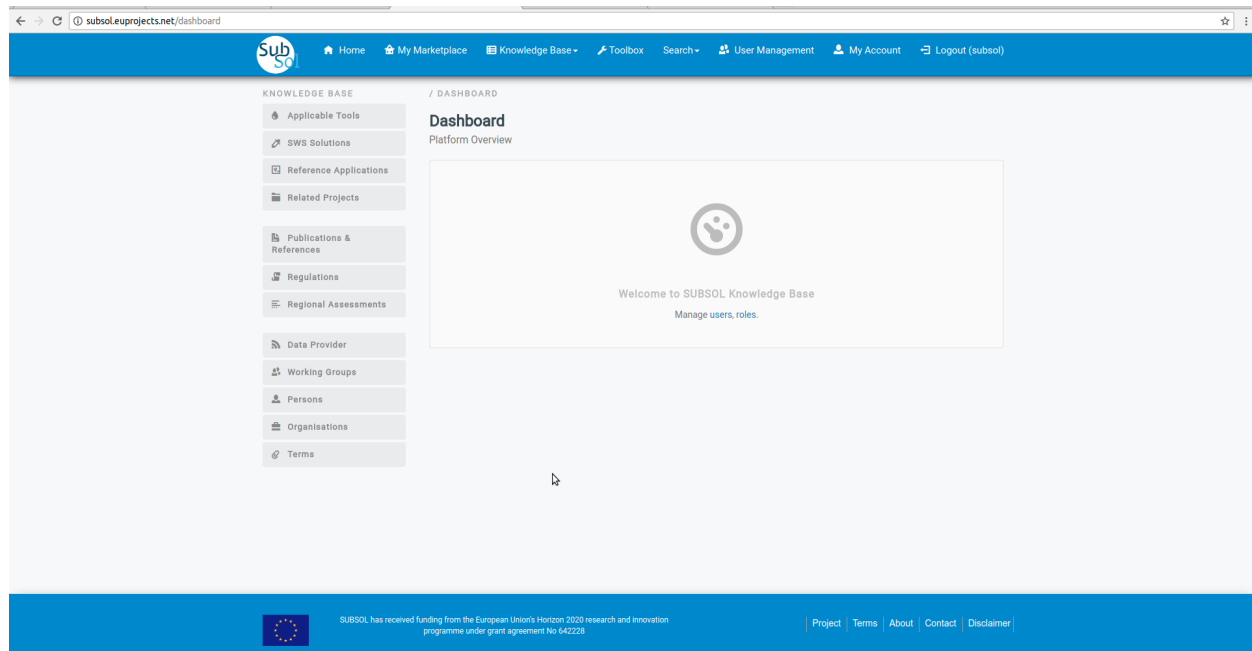 subsol.euprojects.net/dashboard
Sub
Sol
Home
My Marketplace
Knowledge Base
Toolbox
Search
User Management
My Account
Logout (subsol)
KNOWLEDGE BASE
Applicable Tools
SWS Solutions
Reference Applications
Related Projects
Publications &
References
Regulations
Regional Assessments
Data Provider
Working Groups
Persons
Organisations
Terms
/ DASHBOARD
Dashboard
Platform Overview
Welcome to SUBSOL Knowledge Base
Manage users, roles.
SUBSOL has received funding from the European Union's Horizon 2020 research and innovation
programme under grant agreement No 642228
Project
Terms
About
Contact
Disclaimer